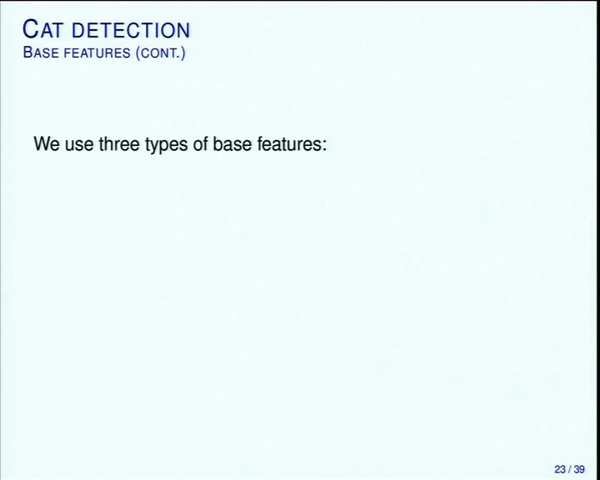 CAT DETECTION
BASE FEATURES (CONT.)
We use three types of base features:
23 / 39